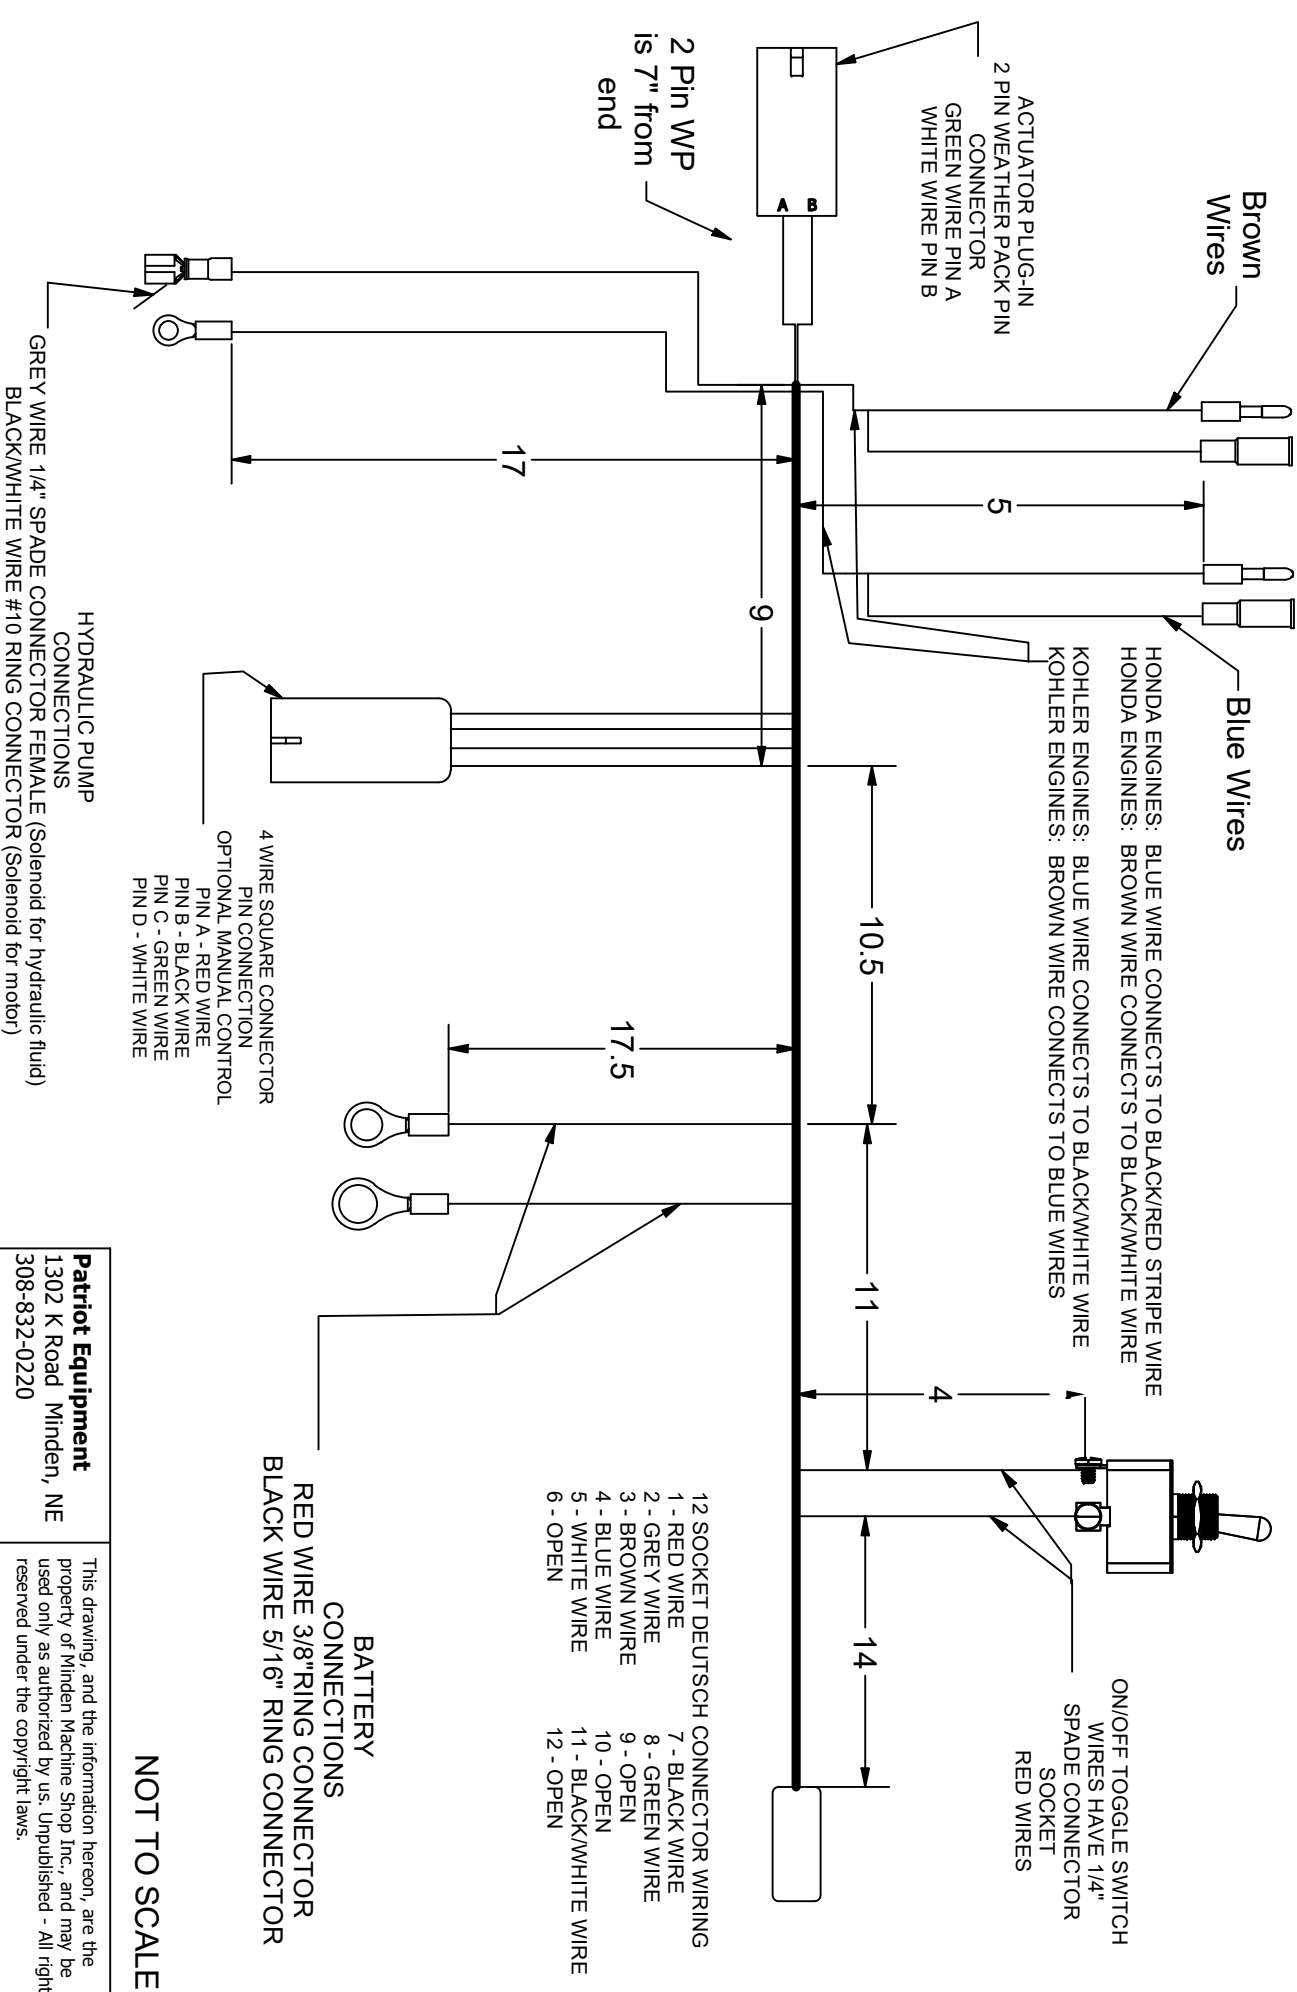 Brown
Wires
Blue Wires
HONDA ENGINES: BLUE WIRE CONNECTS TO BLACK/RED STRIPE WIRE
HONDA ENGINES: BROWN WIRE CONNECTS TO BLACK/WHITE WIRE
KOHLER ENGINES: BLUE WIRE CONNECTS TO BLACK/WHITE WIRE
KOHLER ENGINES: BROWN WIRE CONNECTS TO BLUE WIRES
ACTUATOR PLUG-IN
2 PIN WEATHER PACK PIN
CONNECTOR
GREEN WIRE PIN A
WHITE WIRE PIN B
ON/OFF TOGGLE SWITCH
WIRES HAVE 1/4"
SPADE CONNECTOR
SOCKET
RED WIRES
5
4
10.5
11
14
B
A
9
2 Pin WP
is 7" from
end
17
17.5
12 SOCKET DEUTSCH CONNECTOR WIRING
1 - RED WIRE
2 - GREY WIRE
3 - BROWN WIRE
4 - BLUE WIRE
5 - WHITE WIRE
6 - OPEN
7 - BLACK WIRE
8 - GREEN WIRE
9 - OPEN
10 - OPEN
11 - BLACK/WHITE WIRE
12 - OPEN
BATTERY
CONNECTIONS
RED WIRE 3/8"RING CONNECTOR
BLACK WIRE 5/16" RING CONNECTOR
4 WIRE SQUARE CONNECTOR
PIN CONNECTION
OPTIONAL MANUAL CONTROL
PIN A - RED WIRE
PIN B - BLACK WIRE
PIN C - GREEN WIRE
PIN D - WHITE WIRE
HYDRAULIC PUMP
CONNECTIONS
GREY WIRE 1/4" SPADE CONNECTOR FEMALE (Solenoid for hydraulic fluid)
BLACK/WHITE WIRE #10 RING CONNECTOR (Solenoid for motor)
NOT TO SCALE
Patriot Equipment
1302 K Road Minden, NE
308-832-0220
This drawing, and the information hereon, are the
property of Minden Machine Shop Inc., and may be
used only as authorized by us. Unpublished - All right
reserved under the copyright laws.